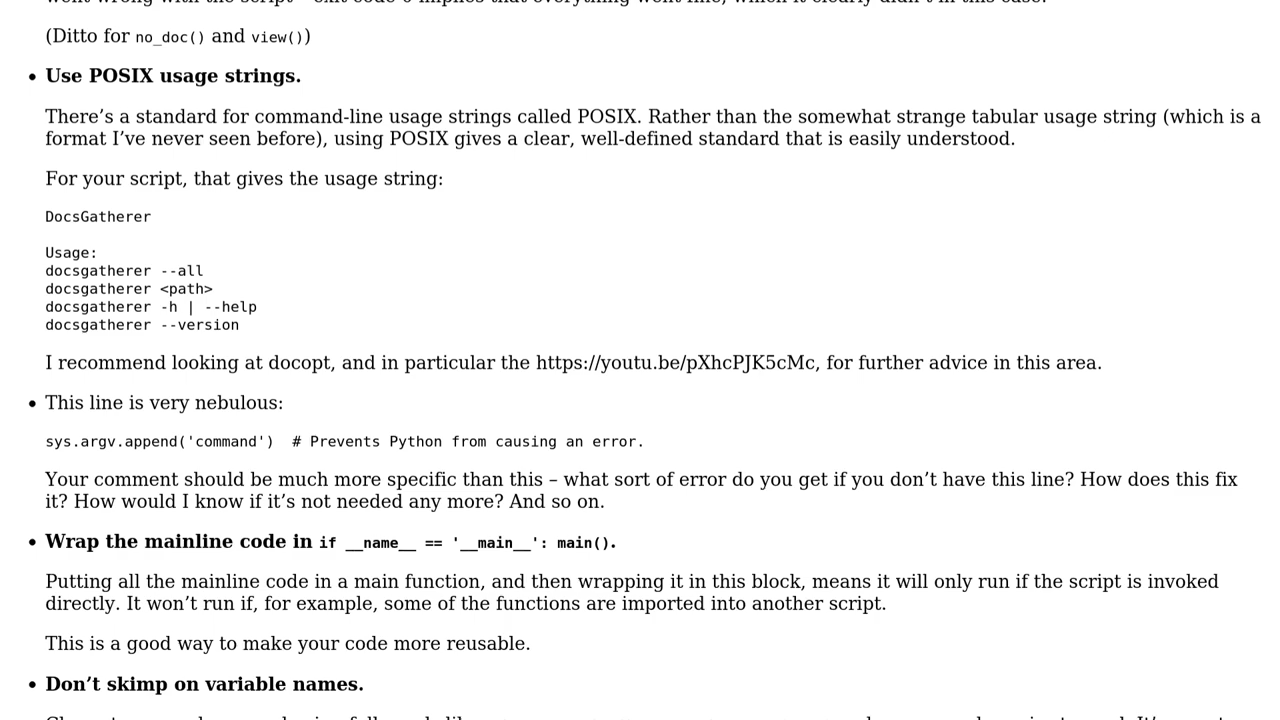 (Ditto for no_doc() and view())
• Use POSIX usage strings.
There’s a standard for command-line usage strings called POSIX. Rather than the somewhat strange tabular usage string (which is a
format I’ve never seen before), using POSIX gives a clear, well-defined standard that is easily understood.
For your script, that gives the usage string:
DocsGatherer
Usage:
docsgatherer --all
docsgatherer <path>
docsgatherer -h | --help
docsgatherer --version
I recommend looking at docopt, and in particular the https://youtu.be/pXhcPJK5cMc, for further advice in this area.
• This line is very nebulous:
sys.argv.append('command')  # Prevents Python from causing an error.
Your comment should be much more specific than this – what sort of error do you get if you don’t have this line? How does this fix
it? How would I know if it’s not needed any more? And so on.
• Wrap the mainline code in if __name__ == '__main__': main().
Putting all the mainline code in a main function, and then wrapping it in this block, means it will only run if the script is invoked
directly. It won’t run if, for example, some of the functions are imported into another script.
This is a good way to make your code more reusable.
• Don’t skimp on variable names.